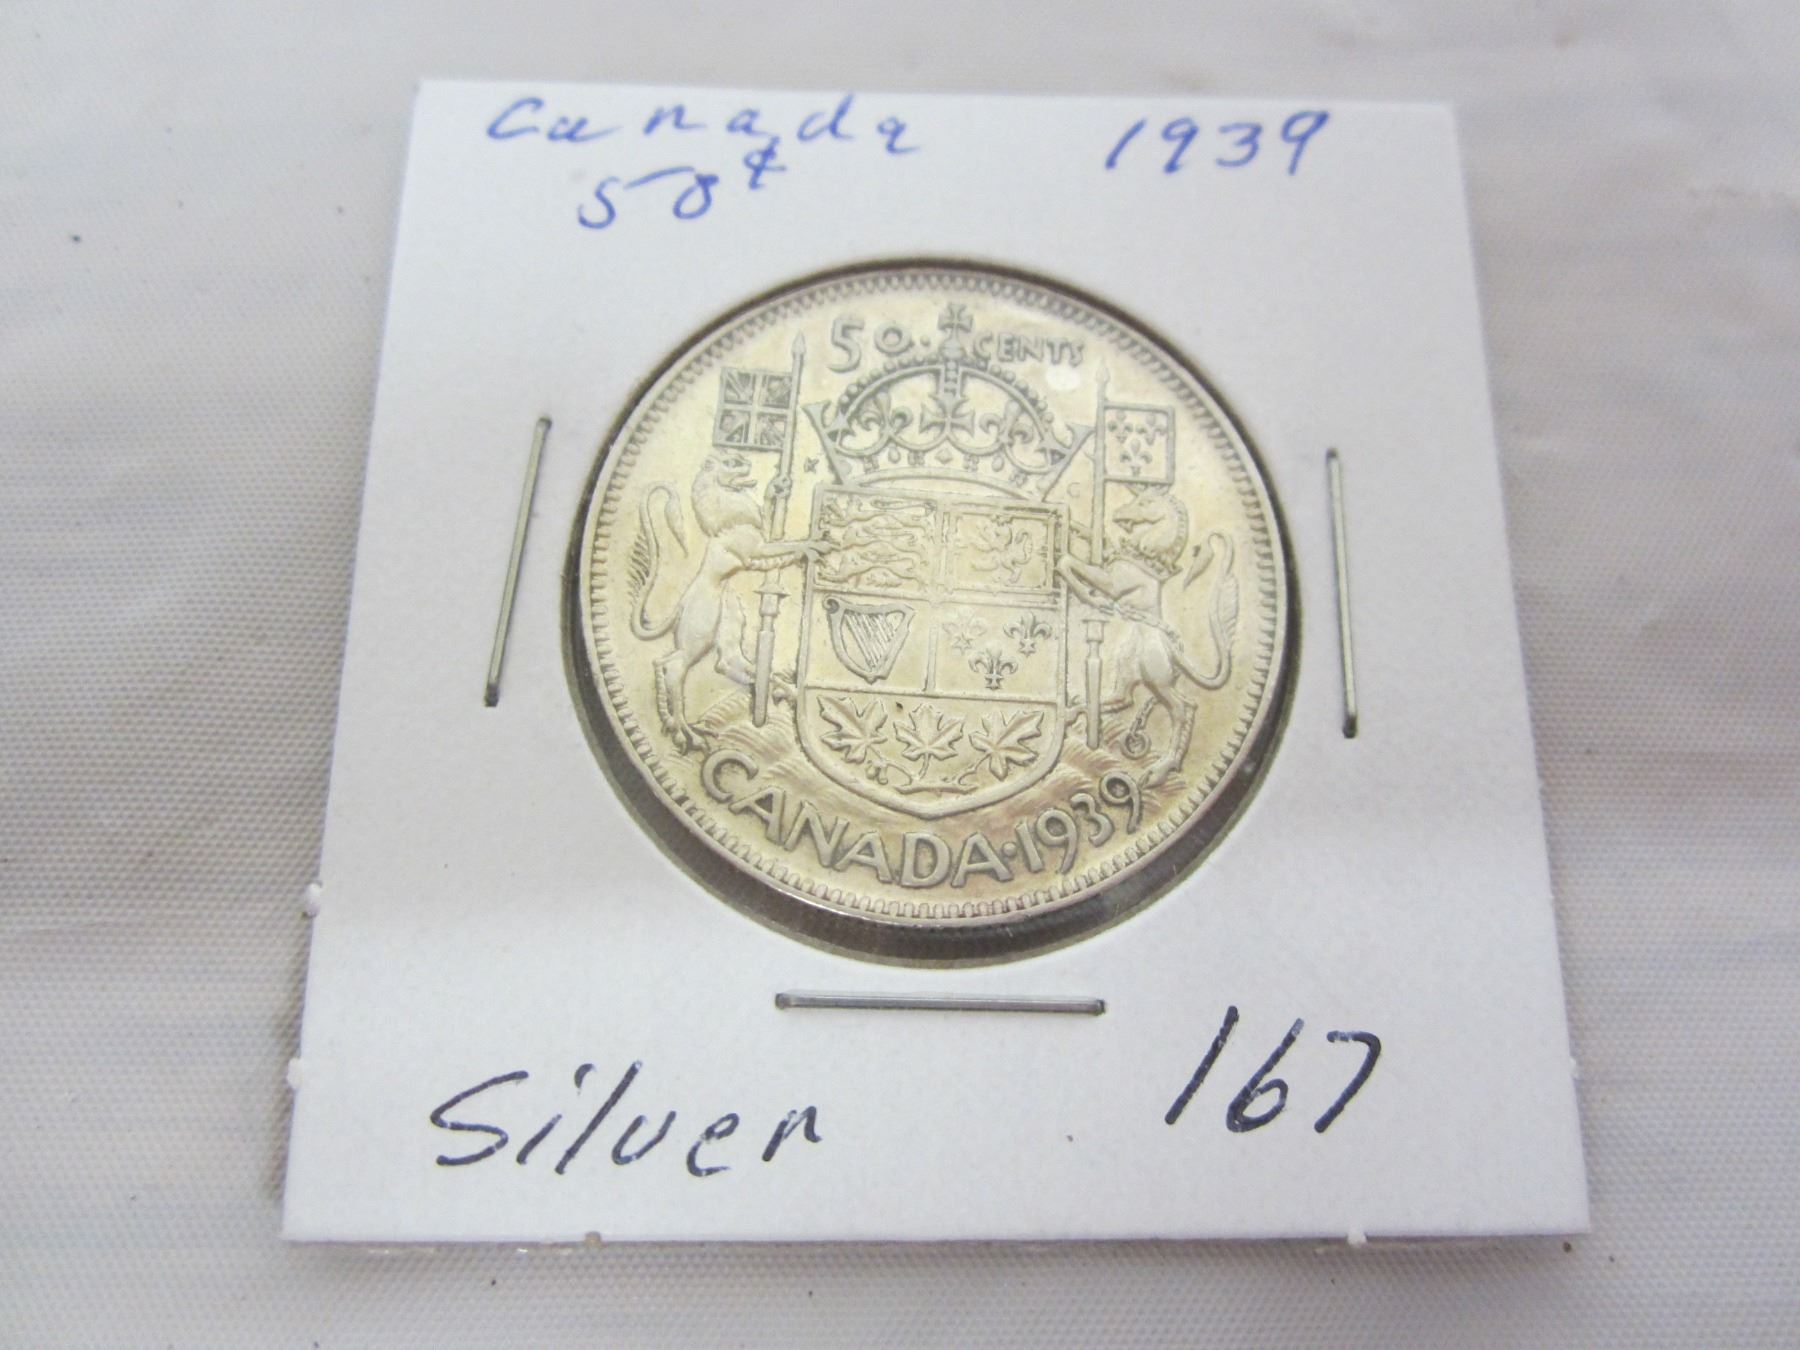 Canada 1939
50¢
50·CENTS
K G
CANADA·1939
Silver 167